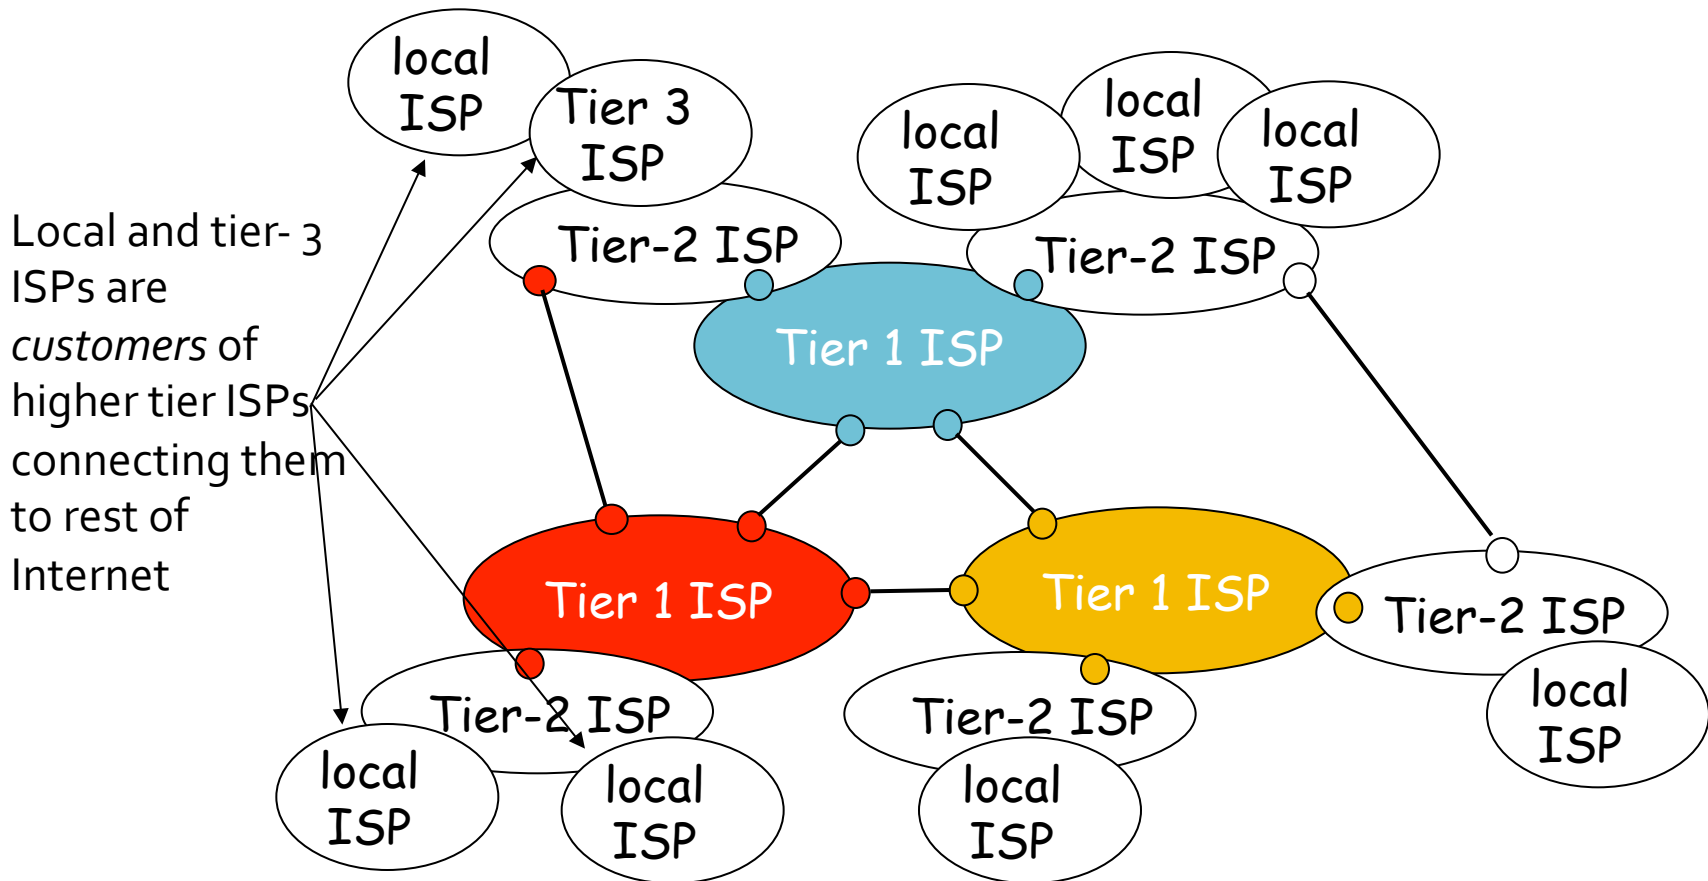 local
ISP
Tier 3
ISP
local
ISP
local
ISP
local
ISP
Local and tier- 3
ISPs are
customers of
higher tier ISPs
connecting them
to rest of
Internet
Tier-2 ISP
Tier-2 ISP
Tier 1 ISP
Tier 1 ISP
Tier 1 ISP
Tier-2 ISP
Tier-2 ISP
Tier-2 ISP
local
ISP
local
ISP
local
ISP
local
ISP